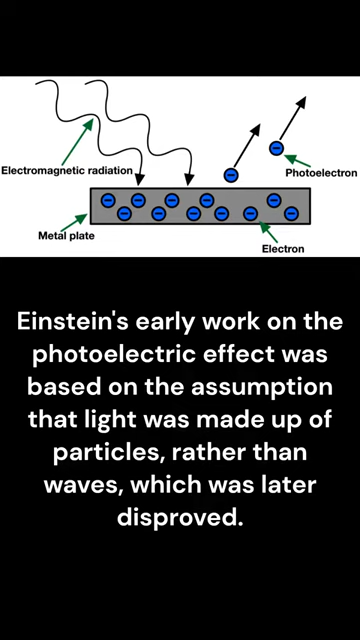 Electromagnetic radiation
Photoelectron
Metal plate
Electron
Einstein's early work on the
photoelectric effect was
based on the assumption
that light was made up of
particles, rather than
waves, which was later
disproved.